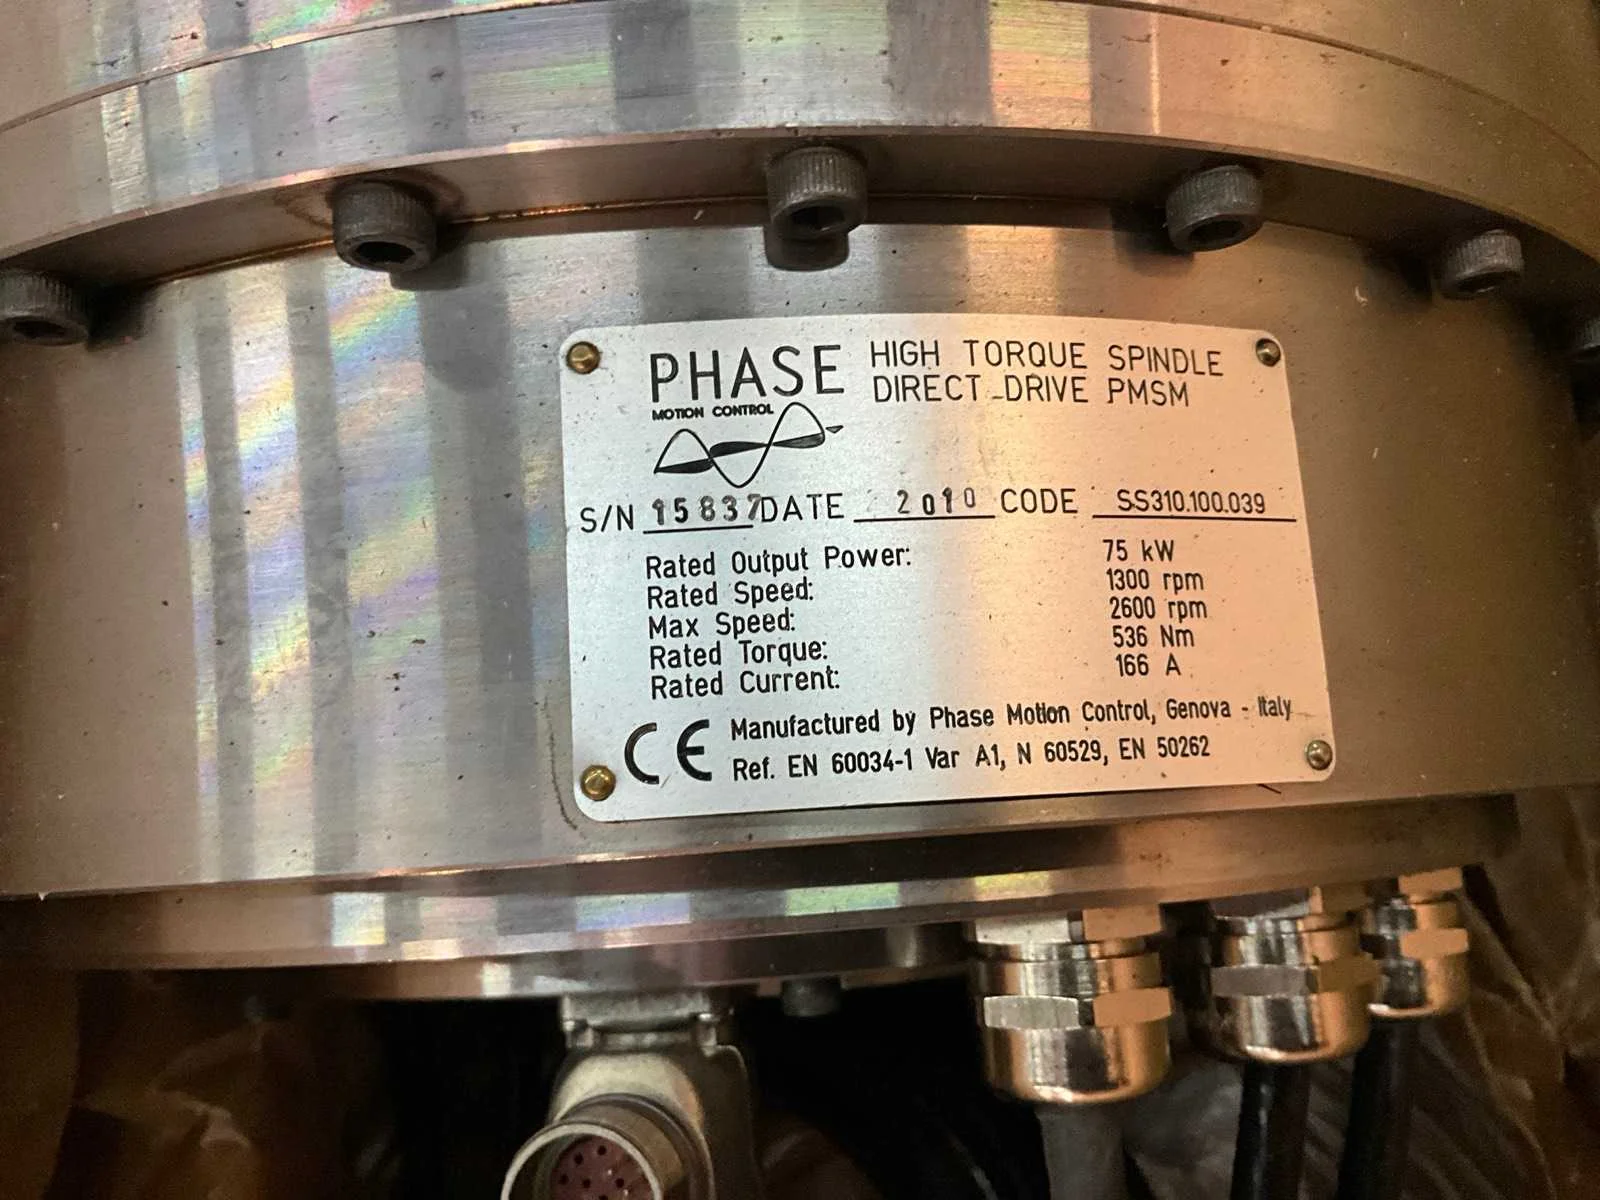 PHASE
MOTION CONTROL
HIGH TORQUE SPINDLE
DIRECT-DRIVE PMSM
S/N 15837 DATE 2010 CODE SS310.100.039
Rated Output Power: 75 kW
Rated Speed: 1300 rpm
Max Speed: 2600 rpm
Rated Torque: 536 Nm
Rated Current: 166 A
CE Manufactured by Phase Motion Control, Genova - Italy
Ref. EN 60034-1 Var A1, N 60529, EN 50262